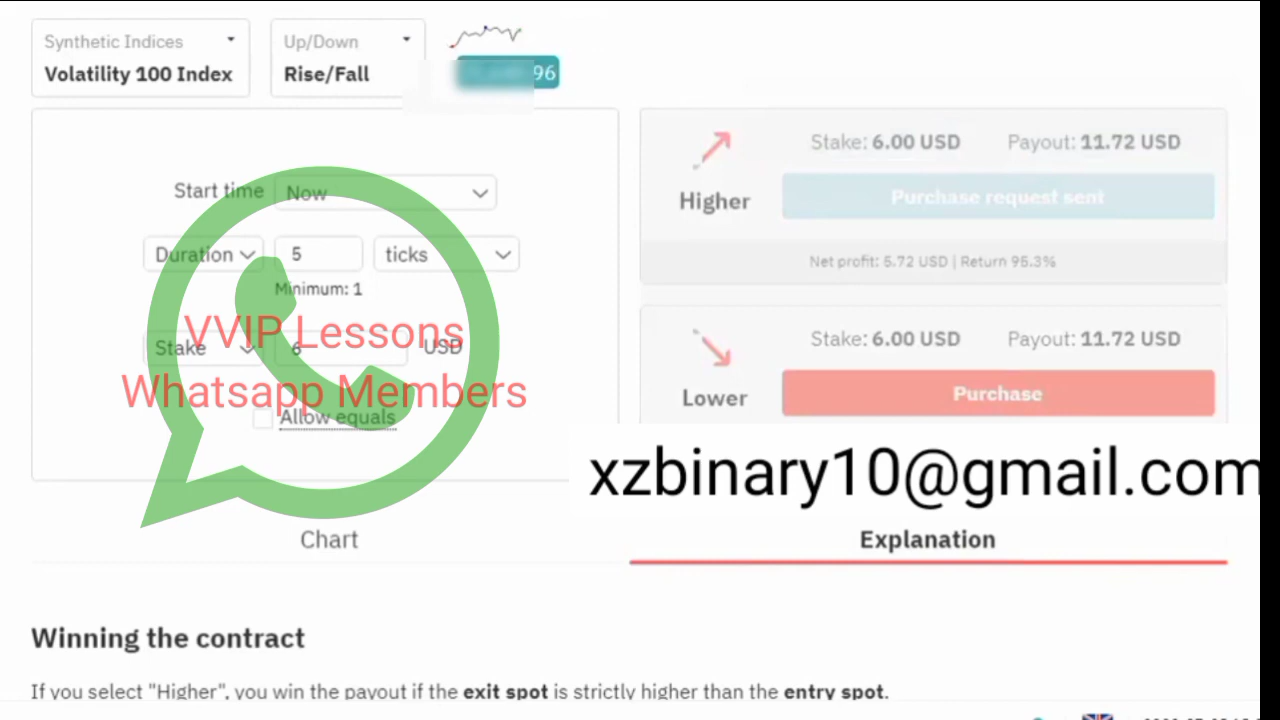 Synthetic Indices
Volatility 100 Index
Up/Down
Rise/Fall
96
Start time Now
Duration 5 ticks
Minimum: 1
VVIP Lessons
Stake 6 USD
Whatsapp Members
Allow equals
Higher
Stake: 6.00 USD Payout: 11.72 USD
Purchase request sent
Net profit: 5.72 USD | Return 95.3%
Lower
Stake: 6.00 USD Payout: 11.72 USD
Purchase
xzbinary10@gmail.com
Chart Explanation
Winning the contract
If you select "Higher", you win the payout if the exit spot is strictly higher than the entry spot.